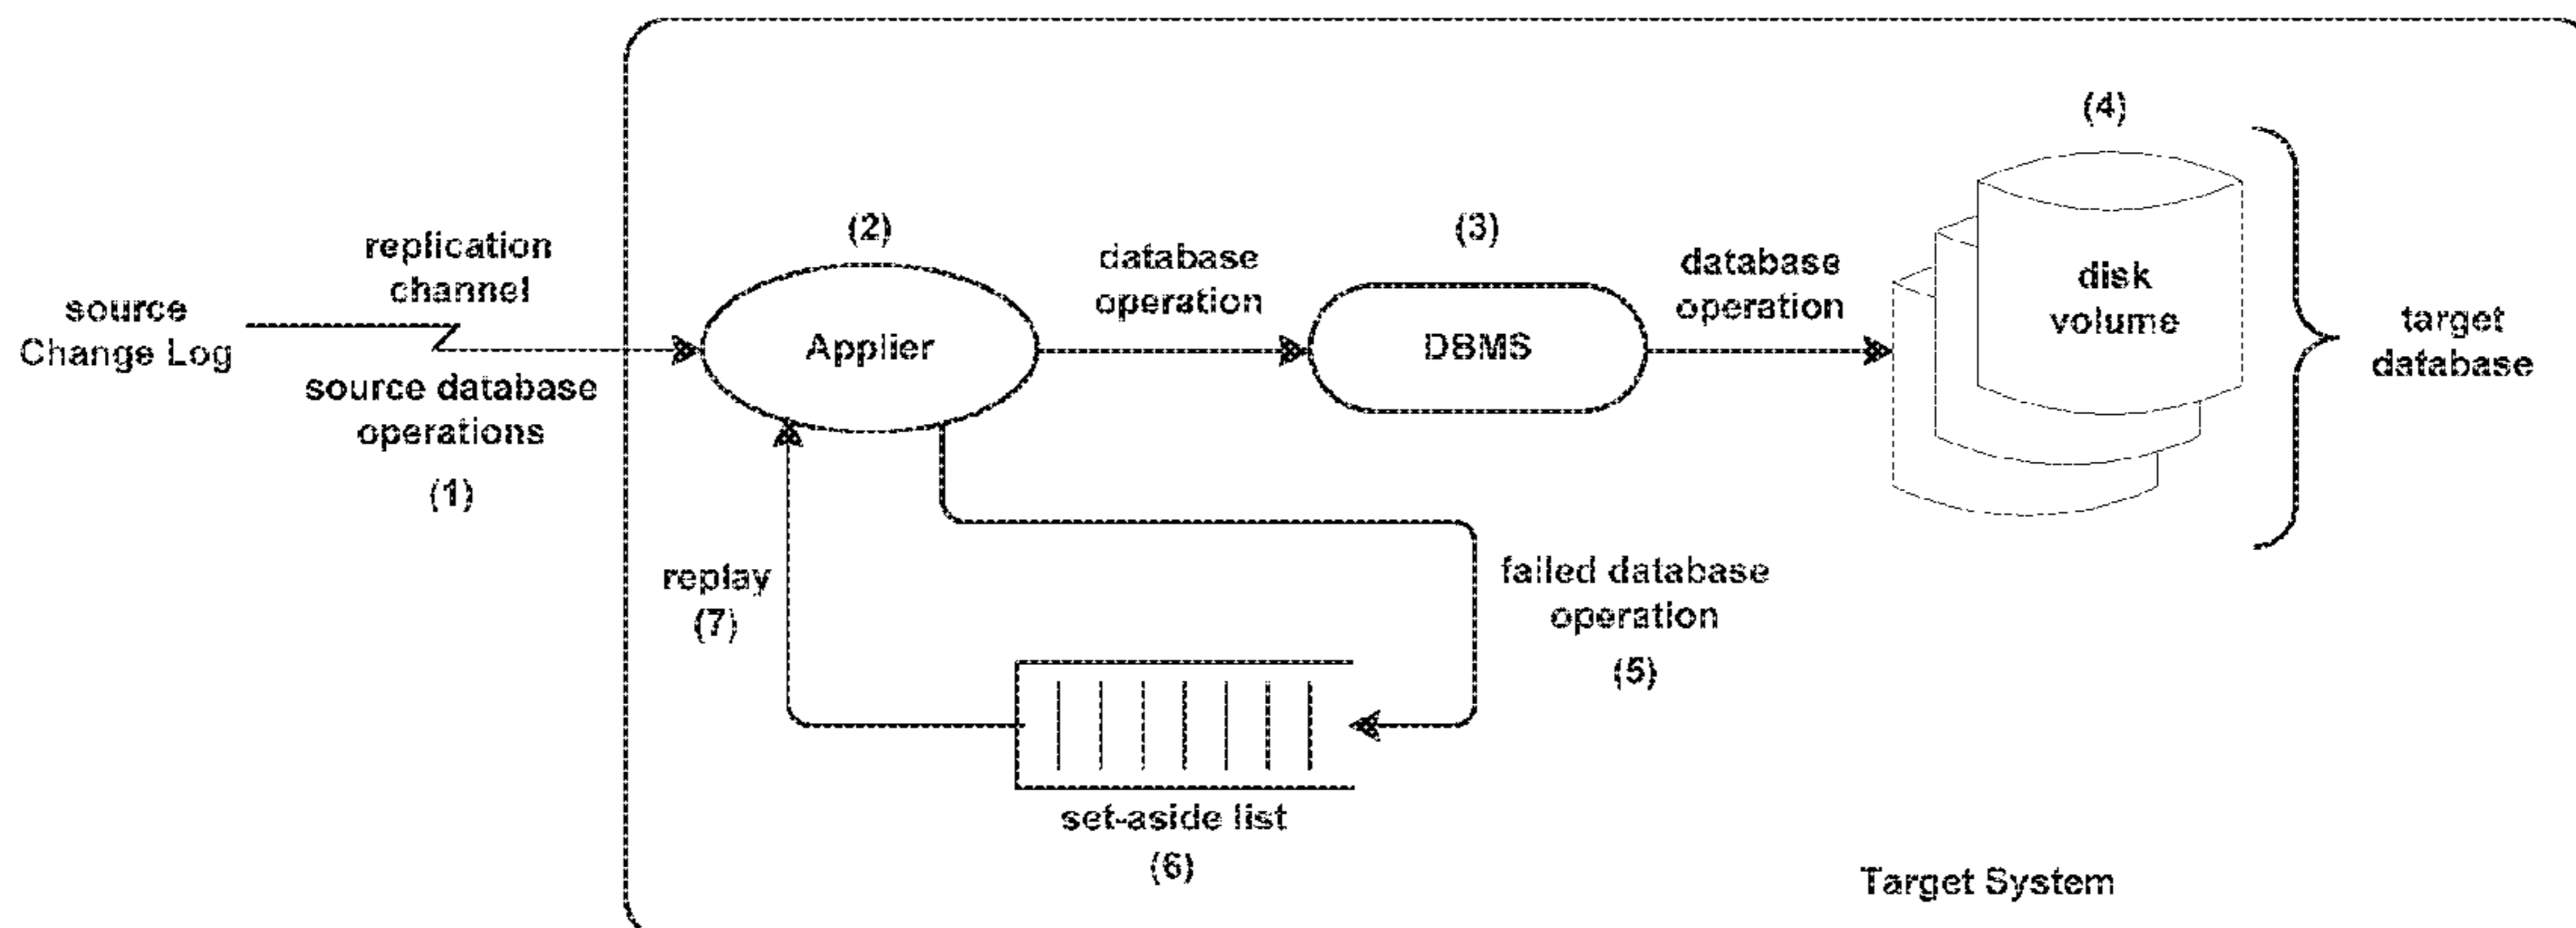 (4)
(2)
(3)
replication
channel
database
operation
database
operation
disk
volume
source
Change Log
Applier
DBMS
target
database
source database
operations
(1)
replay
(7)
failed database
operation
(5)
set-aside list
(6)
Target System